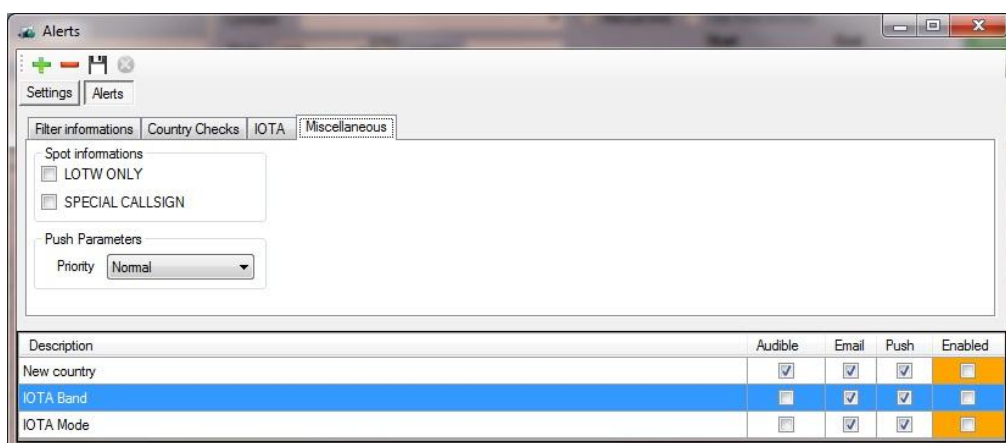 Alerts
Settings Alerts
Filter informations Country Checks IOTA Miscellaneous
Spot informations
LOTW ONLY
SPECIAL CALLSIGN
Push Parameters
Priority Normal
Description Audible Email Push Enabled
New country
IOTA Band
IOTA Mode